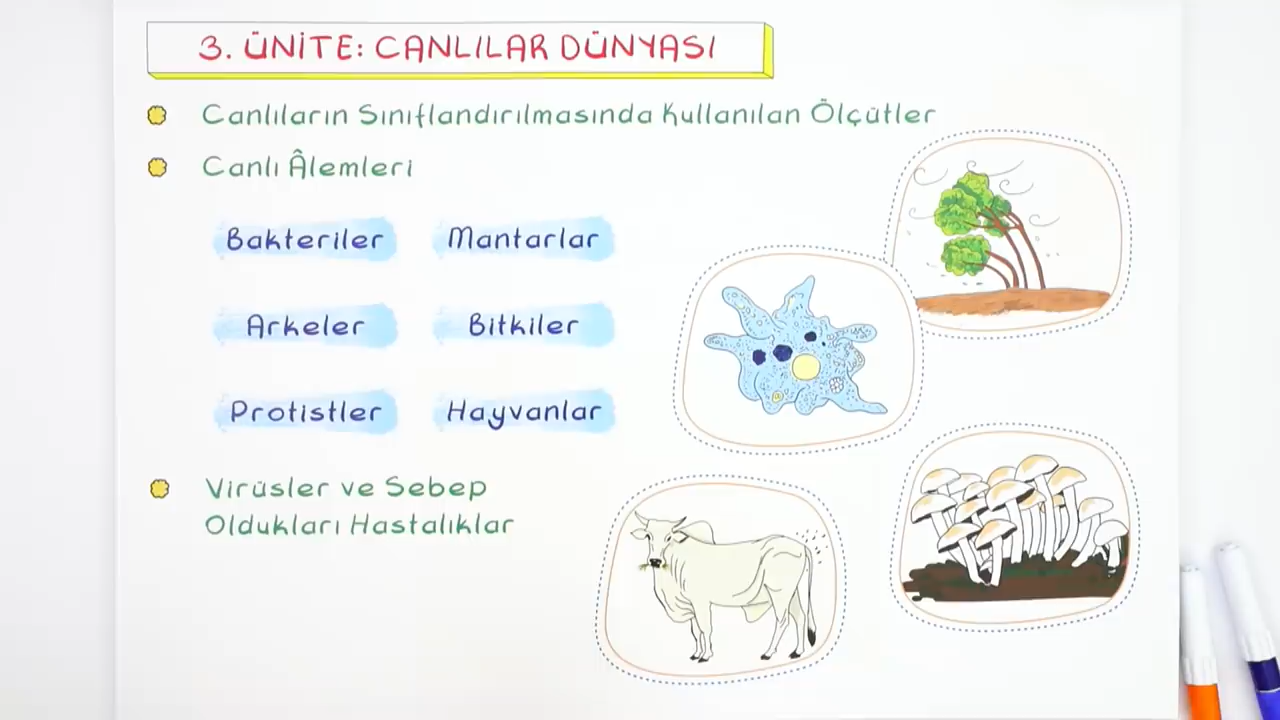 3. ÜNİTE: CANLILAR DÜNYASI
Canlıların Sınıflandırılmasında Kullanılan Ölçütler
Canlı Âlemleri
Bakteriler Mantarlar
Arkeler Bitkiler
Protistler Hayvanlar
Virüsler ve Sebep
Oldukları Hastalıklar